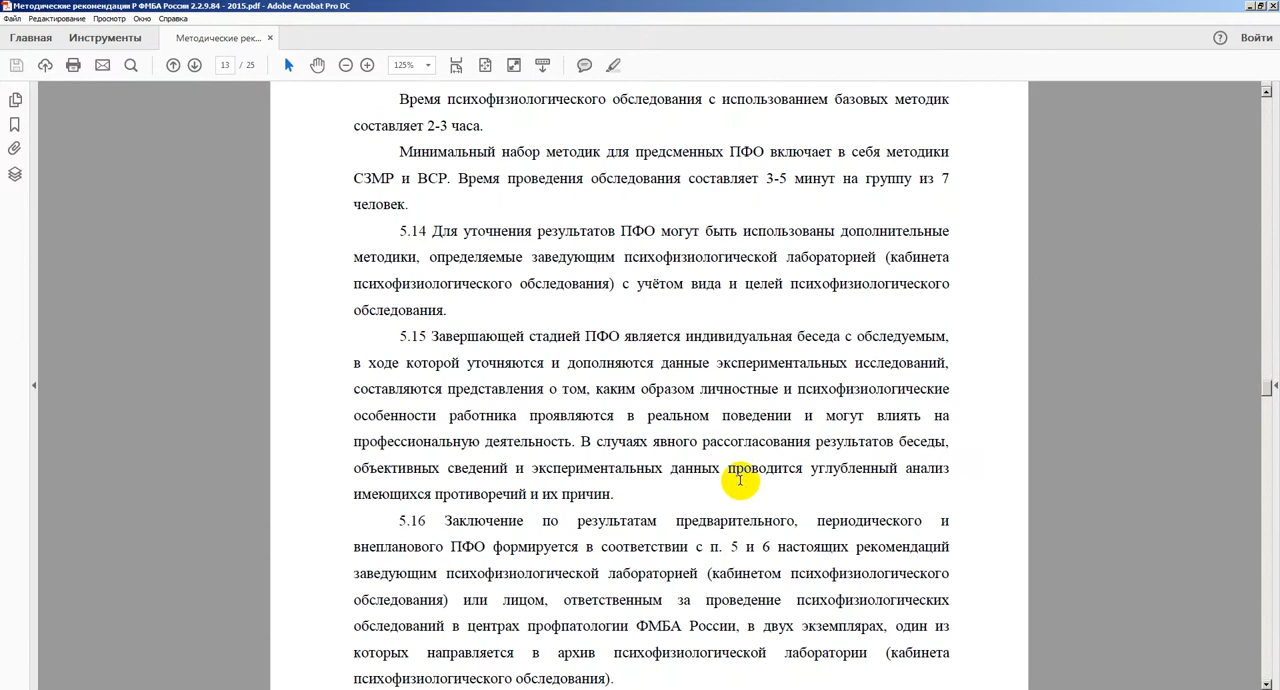 Методические рекомендации Р ФМБА России 2.2.9.84 - 2015.pdf - Adobe Acrobat Pro DC
Файл Редактирование Просмотр Окно Справка
Главная Инструменты Методические рек... × Войти
13 / 25 125%
Время психофизиологического обследования с использованием базовых методик
составляет 2-3 часа.
Минимальный набор методик для предсменных ПФО включает в себя методики
СЗМР и ВСР. Время проведения обследования составляет 3-5 минут на группу из 7
человек.
5.14 Для уточнения результатов ПФО могут быть использованы дополнительные
методики, определяемые заведующим психофизиологической лабораторией (кабинета
психофизиологического обследования) с учётом вида и целей психофизиологического
обследования.
5.15 Завершающей стадией ПФО является индивидуальная беседа с обследуемым,
в ходе которой уточняются и дополняются данные экспериментальных исследований,
составляются представления о том, каким образом личностные и психофизиологические
особенности работника проявляются в реальном поведении и могут влиять на
профессиональную деятельность. В случаях явного рассогласования результатов беседы,
объективных сведений и экспериментальных данных проводится углубленный анализ
имеющихся противоречий и их причин.
5.16 Заключение по результатам предварительного, периодического и
внепланового ПФО формируется в соответствии с п. 5 и 6 настоящих рекомендаций
заведующим психофизиологической лабораторией (кабинетом психофизиологического
обследования) или лицом, ответственным за проведение психофизиологических
обследований в центрах профпатологии ФМБА России, в двух экземплярах, один из
которых направляется в архив психофизиологической лаборатории (кабинета
психофизиологического обследования).